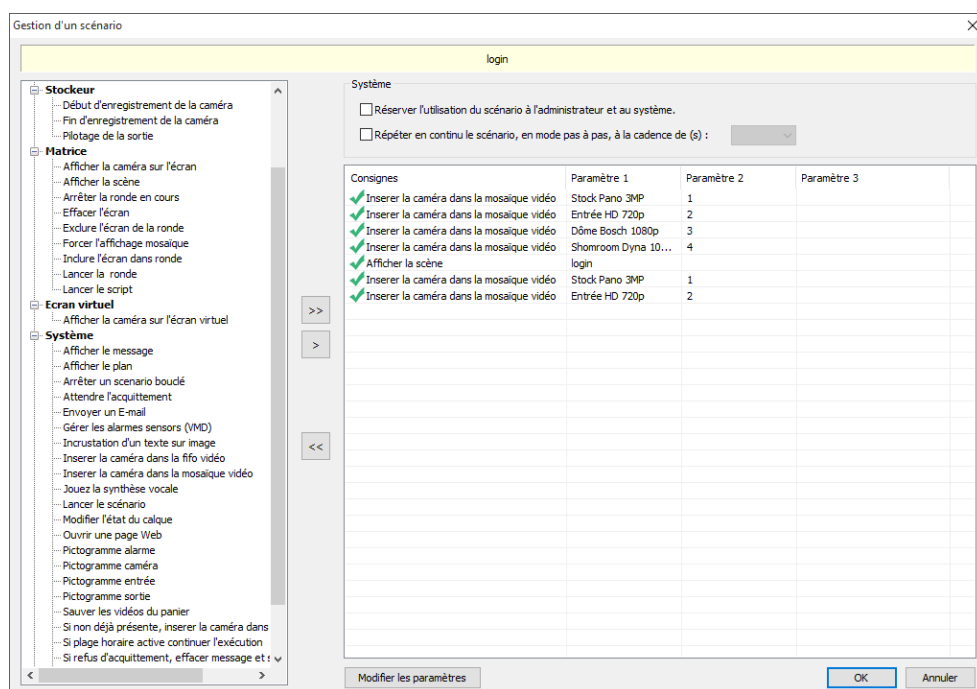 Gestion d'un scénario
login
Stockeur
Début d'enregistrement de la caméra
Fin d'enregistrement de la caméra
Pilotage de la sortie
Matrice
Afficher la caméra sur l'écran
Afficher la scène
Arrêter la ronde en cours
Effacer l'écran
Exclure l'écran de la ronde
Forcer l'affichage mosaïque
Inclure l'écran dans ronde
Lancer la ronde
Lancer le script
Ecran virtuel
Afficher la caméra sur l'écran virtuel
Système
Afficher le message
Afficher le plan
Arrêter un scenario bouclé
Attendre l'acquittement
Envoyer un E-mail
Gérer les alarmes sensors (VMD)
Incrustation d'un texte sur image
Inserer la caméra dans la fifo vidéo
Inserer la caméra dans la mosaïque vidéo
Jouez la synthèse vocale
Lancer le scénario
Modifier l'état du calque
Ouvrir une page Web
Pictogramme alarme
Pictogramme caméra
Pictogramme entrée
Pictogramme sortie
Sauver les vidéos du panier
Si non déjà présente, inserer la caméra dans
Si plage horaire active continuer l'exécution
Si refus d'acquittement, effacer message et s
>>
>
<<
Système
Réserver l'utilisation du scénario à l'administrateur et au système.
Répéter en continu le scénario, en mode pas à pas, à la cadence de (s) :
Consignes Paramètre 1 Paramètre 2 Paramètre 3
Inserer la caméra dans la mosaïque vidéo Stock Pano 3MP 1
Inserer la caméra dans la mosaïque vidéo Entrée HD 720p 2
Inserer la caméra dans la mosaïque vidéo Dôme Bosch 1080p 3
Inserer la caméra dans la mosaïque vidéo Shomroom Dyna 10... 4
Afficher la scène login
Inserer la caméra dans la mosaïque vidéo Stock Pano 3MP 1
Inserer la caméra dans la mosaïque vidéo Entrée HD 720p 2
Modifier les paramètres
OK
Annuler